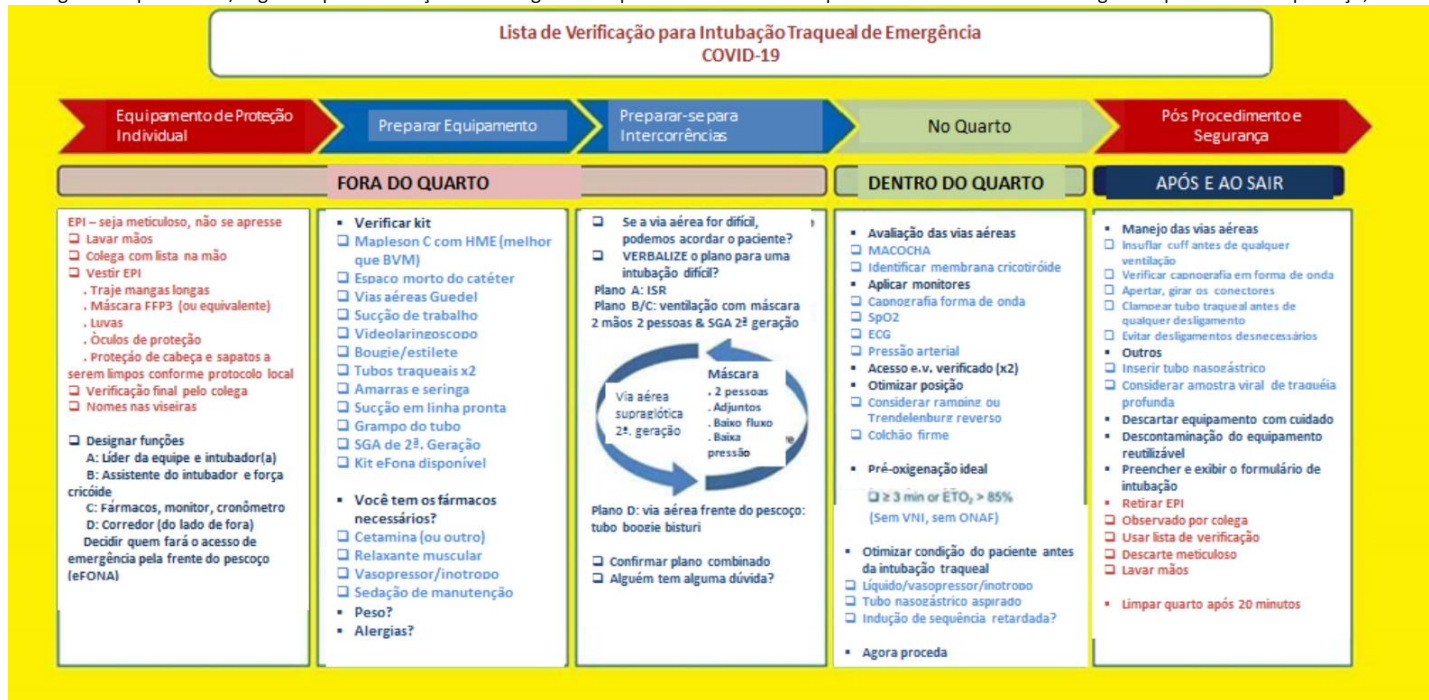 Lista de Verificação para Intubação Traqueal de Emergência
COVID-19
Equipamento de Proteção
Individual
Preparar Equipamento
Preparar-se para
Intercorrências
No Quarto
Pós Procedimento e
Segurança
FORA DO QUARTO
DENTRO DO QUARTO
APÓS E AO SAIR
EPI – seja meticuloso, não se apresse
❑ Lavar mãos
❑ Colega com lista na mão
❑ Vestir EPI
. Traje mangas longas
. Máscara FFP3 (ou equivalente)
. Luvas
. Òculos de proteção
. Proteção de cabeça e sapatos a
serem limpos conforme protocolo local
❑ Verificação final pelo colega
❑ Nomes nas viseiras
❑ Designar funções
A: Líder da equipe e intubador(a)
B: Assistente do intubador e força
cricóide
C: Fármacos, monitor, cronômetro
D: Corredor (do lado de fora)
Decidir quem fará o acesso de
emergência pela frente do pescoço
(eFONA)
▪ Verificar kit
❑ Mapleson C com HME (melhor
que BVM)
❑ Espaco morto do catéter
❑ Vias aéreas Guedel
❑ Sucção de trabalho
❑ Videolaringoscopo
❑ Bougie/estilete
❑ Tubos traqueais x2
❑ Amarras e seringa
❑ Sucção em linha pronta
❑ Grampo do tubo
❑ SGA de 2ª. Geração
❑ Kit eFona disponível
▪ Você tem os fármacos
necessários?
❑ Cetamina (ou outro)
❑ Relaxante muscular
❑ Vasopressor/inotropo
❑ Sedação de manutenção
▪ Peso?
▪ Alergias?
❑ Se a via aérea for difícil,
podemos acordar o paciente?
❑ VERBALIZE o plano para uma
intubação difícil?
Plano A: ISR
Plano B/C: ventilação com máscara
2 mãos 2 pessoas & SGA 2ª geração
Via aérea
supraglótica
2ª. geração
Máscara
. 2 pessoas
. Adjuntos
. Baixo fluxo
. Baixa
pressão
Plano D: via aérea frente do pescoço:
tubo boogie bisturi
❑ Confirmar plano combinado
❑ Alguém tem alguma dúvida?
▪ Avaliação das vias aéreas
❑ MACOCHA
❑ Identificar membrana cricotiróide
▪ Aplicar monitores
❑ Capnografia forma de onda
❑ SpO2
❑ ECG
❑ Pressão arterial
▪ Acesso e.v. verificado (x2)
▪ Otimizar posição
❑ Considerar ramping ou
Trendelenburg reverso
❑ Colchão firme
▪ Pré-oxigenação ideal
❑ ≥ 3 min or ETO₂ > 85%
(Sem VNI, sem ONAF)
▪ Otimizar condição do paciente antes
da intubação traqueal
❑ Líquido/vasopressor/inotropo
❑ Tubo nasogástrico aspirado
❑ Indução de sequência retardada?
▪ Agora proceda
▪ Manejo das vias aéreas
❑ Insuflar cuff antes de qualquer
ventilação
❑ Verificar capnografia em forma de onda
❑ Apertar, girar os conectores
❑ Clampear tubo traqueal antes de
qualquer desligamento
❑ Evitar desligamentos desnecessários
▪ Outros
❑ Inserir tubo nasogástrico
❑ Considerar amostra viral de traquéia
profunda
▪ Descartar equipamento com cuidado
▪ Descontaminação do equipamento
reutilizável
▪ Preencher e exibir o formulário de
intubação
▪ Retirar EPI
❑ Observado por colega
❑ Usar lista de verificação
❑ Descarte meticuloso
❑ Lavar mãos
▪ Limpar quarto após 20 minutos